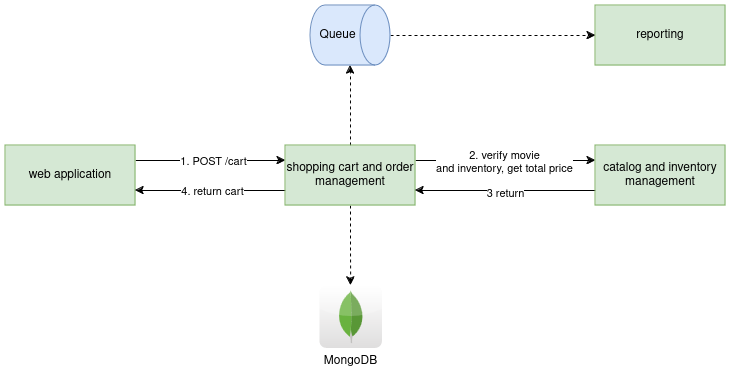 Queue
reporting
web application
1. POST /cart
4. return cart
shopping cart and order
management
2. verify movie
and inventory, get total price
3 return
catalog and inventory
management
MongoDB